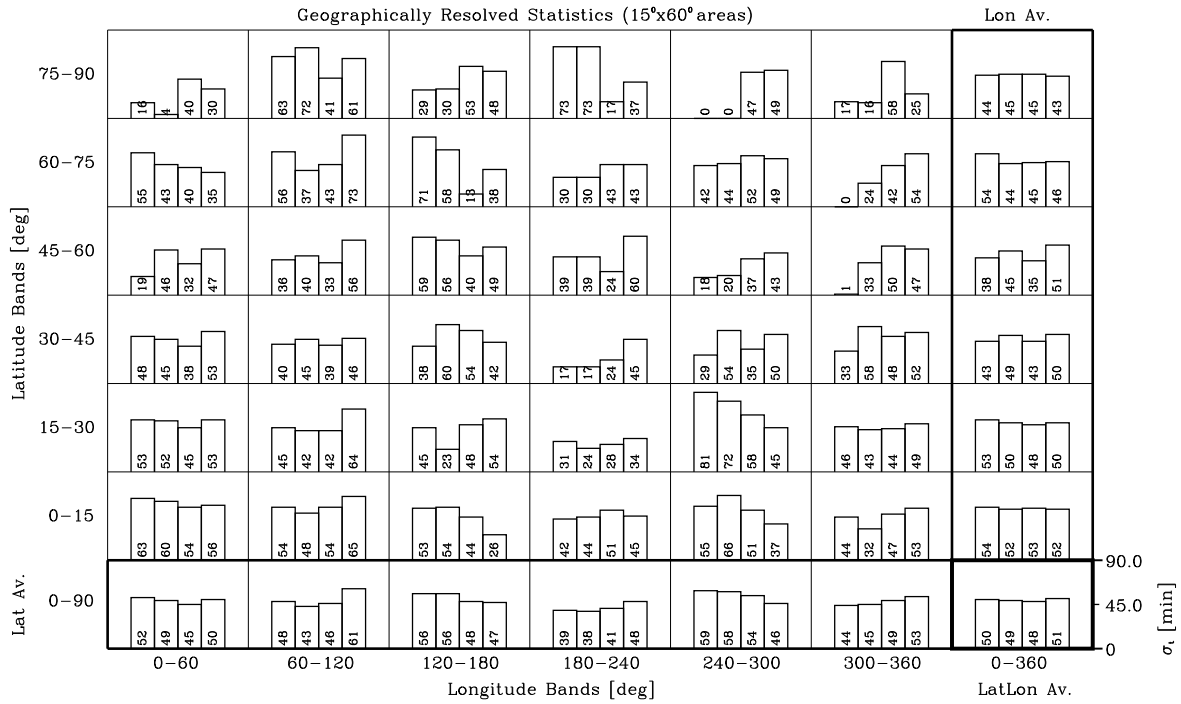 Geographically Resolved Statistics (15⁰x60⁰ areas) Lon Av.
75−90 16 4 40 30 63 72 41 61 29 30 53 48 73 73 17 37 0 0 47 49 17 16 58 25 44 45 45 43
60−75 55 43 40 35 56 37 43 73 71 58 13 38 30 30 43 43 42 44 52 49 0 24 42 54 54 44 45 46
45−60 19 46 32 47 36 40 33 56 59 56 40 49 39 39 24 60 18 20 37 43 1 33 50 47 38 45 35 51
30−45 48 45 38 53 40 45 39 46 38 60 54 42 17 17 24 45 29 54 35 50 33 58 48 52 43 49 43 50
15−30 53 52 45 53 45 42 42 64 45 23 48 54 31 24 28 34 81 72 58 45 46 43 44 49 53 50 48 50
0−15 63 60 54 56 54 48 54 65 53 54 44 26 42 44 51 45 55 66 51 37 44 32 47 53 54 52 53 52
0−90 52 49 45 50 48 43 46 61 56 56 48 47 39 38 41 48 59 58 54 46 44 45 49 53 50 49 48 51
Latitude Bands [deg]
Lat Av.
90.0
45.0
0
σι [min]
0−60 60−120 120−180 180−240 240−300 300−360 0−360
Longitude Bands [deg] LatLon Av.